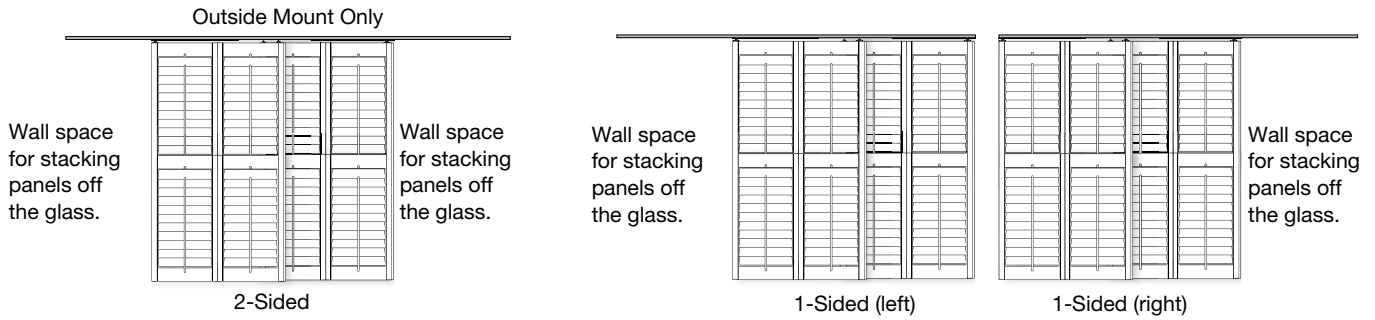 Outside Mount Only
Wall space
for stacking
panels off
the glass.
Wall space
for stacking
panels off
the glass.
2-Sided
Wall space
for stacking
panels off
the glass.
1-Sided (left)
Wall space
for stacking
panels off
the glass.
1-Sided (right)